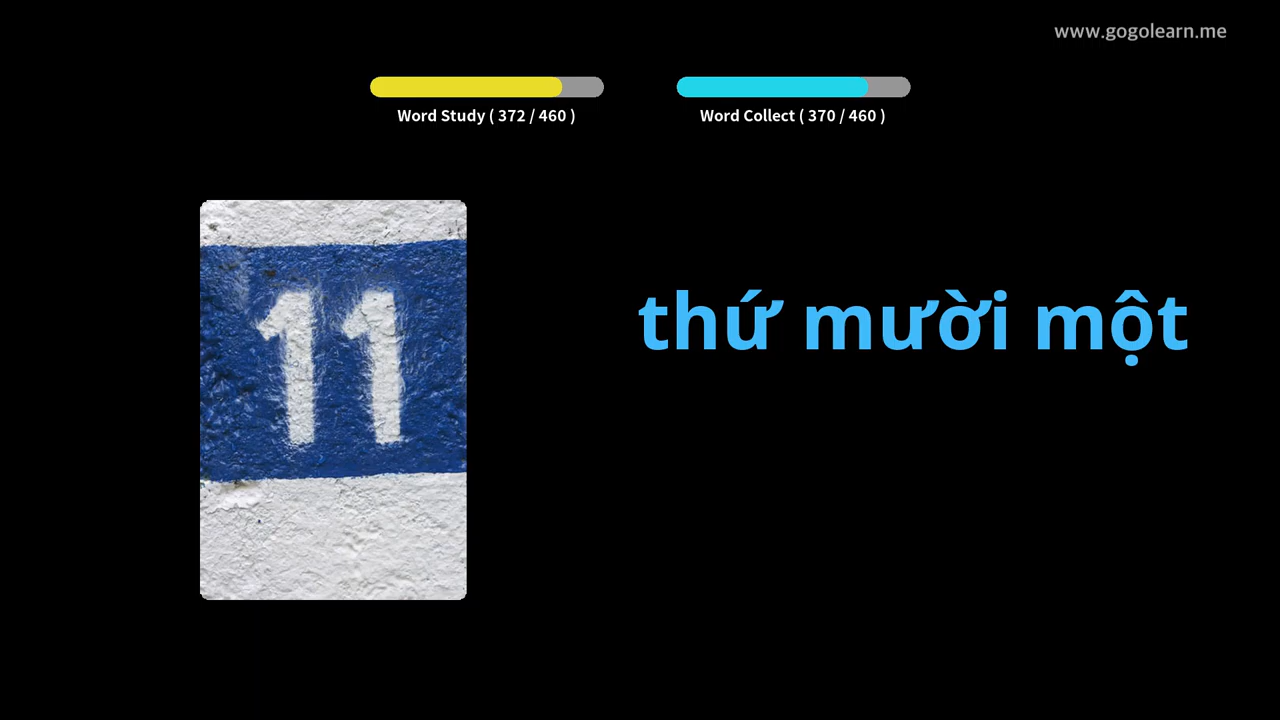 www.gogolearn.me
Word Study ( 372 / 460 )
Word Collect ( 370 / 460 )
11
thứ mười một